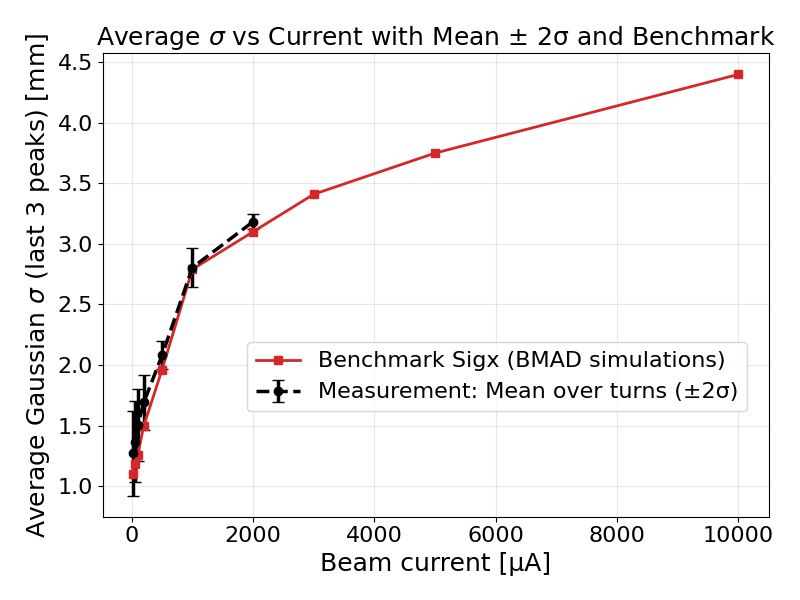 Average σ vs Current with Mean ± 2σ and Benchmark
Average Gaussian σ (last 3 peaks) [mm]
4.5
4.0
3.5
3.0
2.5
2.0
1.5
1.0
Benchmark Sigx (BMAD simulations)
Measurement: Mean over turns (±2σ)
0 2000 4000 6000 8000 10000
Beam current [μA]